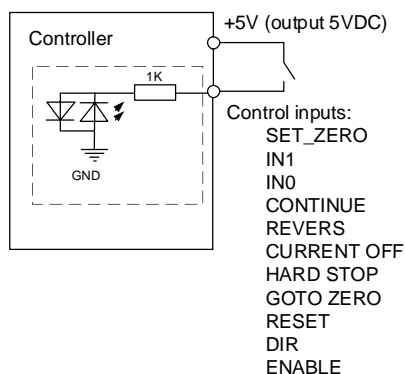 +5V (output 5VDC)
Controller
1K
GND
Control inputs:
SET_ZERO
IN1
IN0
CONTINUE
REVERS
CURRENT OFF
HARD STOP
GOTO ZERO
RESET
DIR
ENABLE